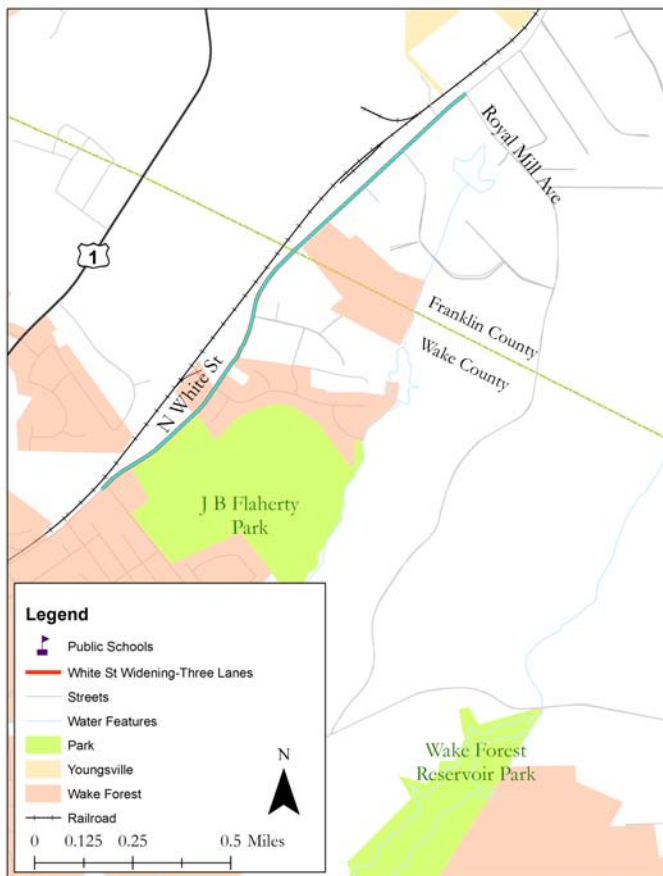 Royal Mill Ave
1
Franklin County
Wake County
N White St
J B Flaherty
Park
Legend
Public Schools
White St Widening-Three Lanes
Streets
Water Features
Park
Youngsville
Wake Forest
Railroad
N
0 0.125 0.25 0.5 Miles
Wake Forest
Reservoir Park